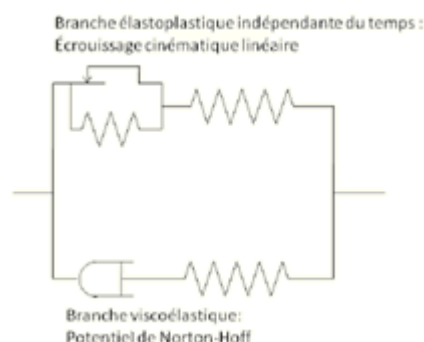 Branche élastoplastique indépendante du temps :
Écrouissage cinématique linéaire
Branche viscoélastique:
Potentiel de Norton-Hoff